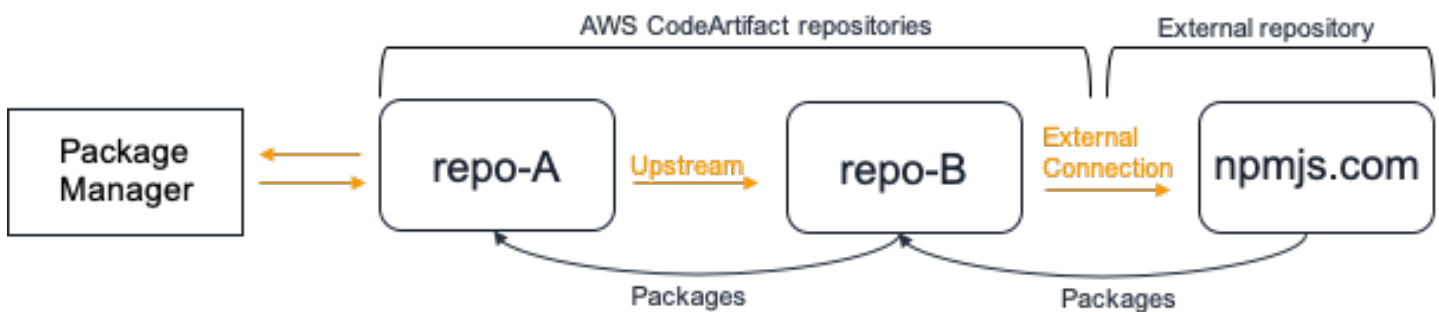 AWS CodeArtifact repositories
External repository
Package
Manager
repo-A
Upstream
repo-B
External
Connection
npmjs.com
Packages
Packages